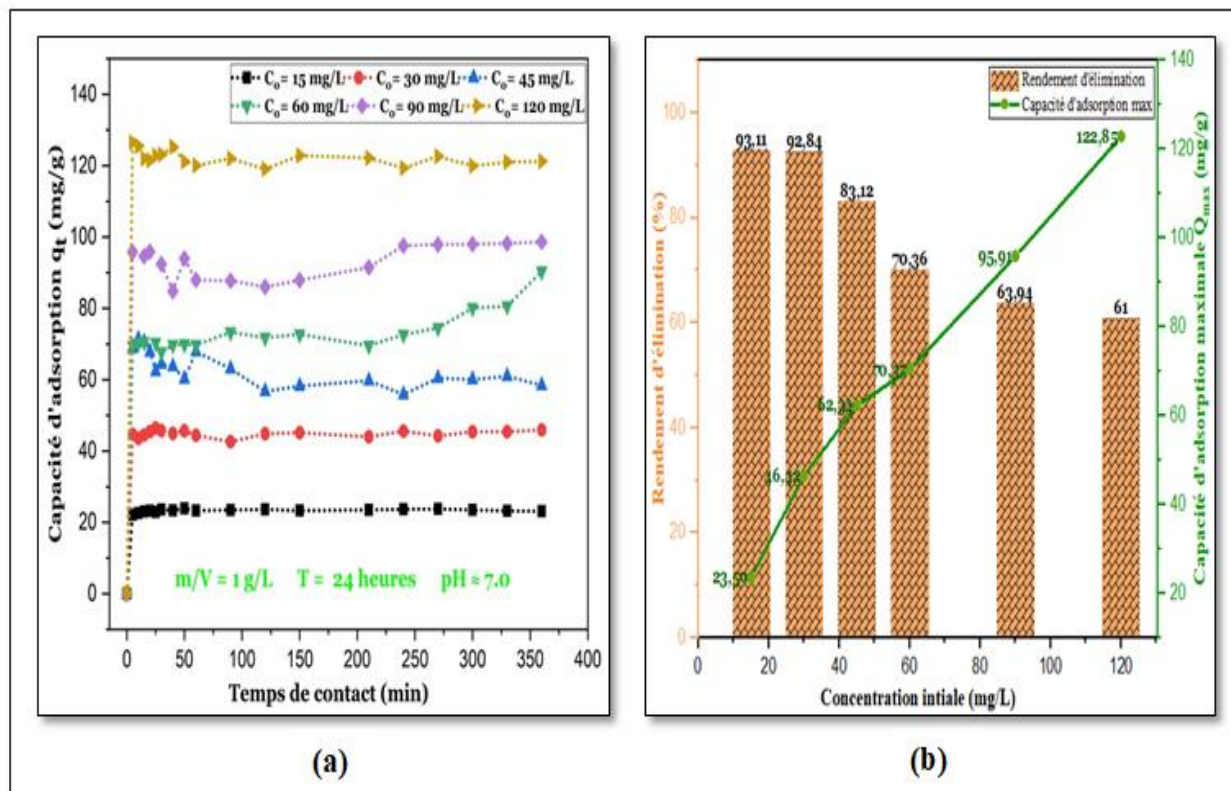 C₀= 15 mg/L C₀= 30 mg/L C₀= 45 mg/L
C₀= 60 mg/L C₀= 90 mg/L C₀= 120 mg/L
Capacité d'adsorption qt (mg/g)
140
120
100
80
60
40
20
0
m/V = 1 g/L T = 24 heures pH ≈ 7.0
0 50 100 150 200 250 300 350 400
Temps de contact (min)
(a)
Rendement d'élimination
Capacité d'adsorption max
Rendement d'élimination (%)
100
80
60
40
20
0
93,11 92,84 83,12 70,36 63,94 61
23,59 62,34 95,91 122,85
0 20 40 60 80 100 120
Concentration intiale (mg/L)
140
120
100
80
60
40
20
Capacité d'adsorption maximale Qmax (mg/g)
(b)